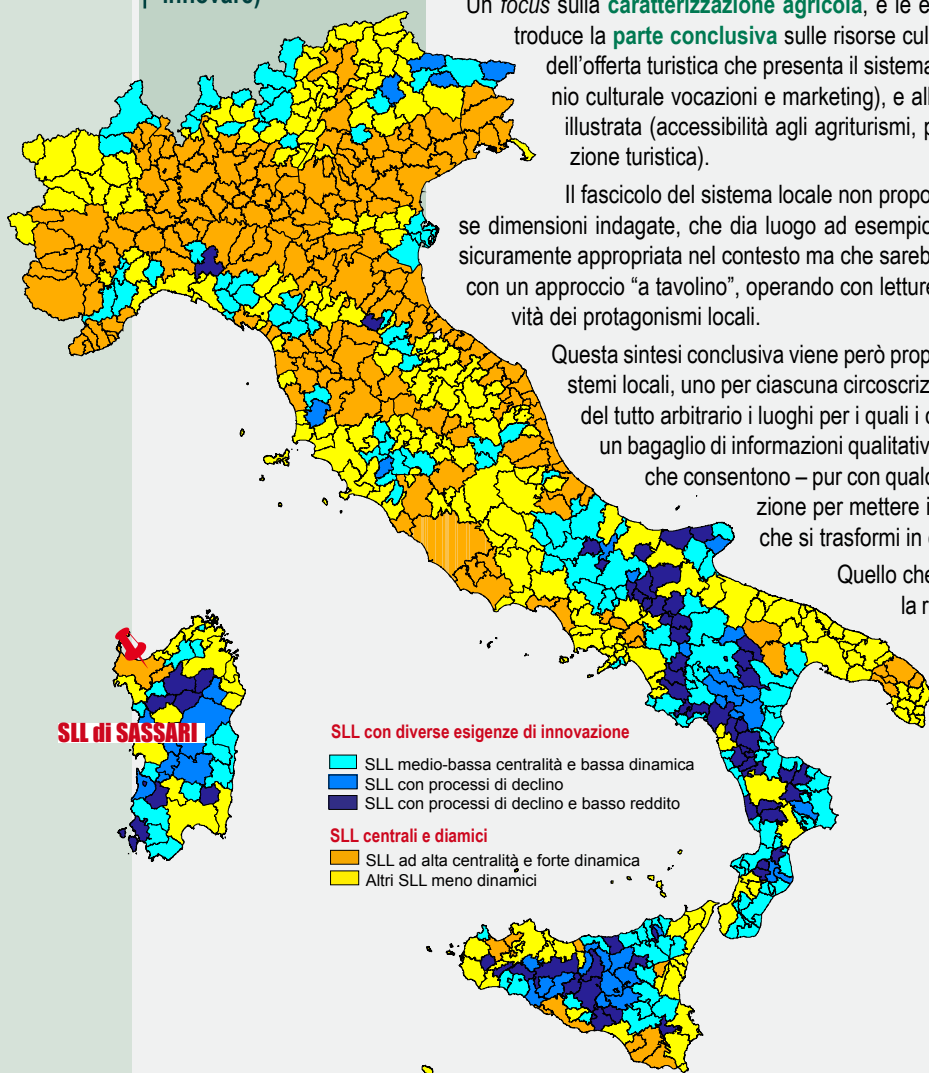 innovare)
Un focus sulla caratterizzazione agricola, e le e
troduce la parte conclusiva sulle risorse cul
dell'offerta turistica che presenta il sistema
nio culturale vocazioni e marketing), e all
illustrata (accessibilità agli agriturismi, p
zione turistica).
Il fascicolo del sistema locale non propo
se dimensioni indagate, che dia luogo ad esempio
sicuramente appropriata nel contesto ma che sareb
con un approccio “a tavolino”, operando con letture
vità dei protagonismi locali.
Questa sintesi conclusiva viene però prop
stemi locali, uno per ciascuna circoscriz
del tutto arbitrario i luoghi per i quali i
un bagaglio di informazioni qualitativ
che consentono – pur con qualc
zione per mettere i
che si trasformi in
Quello che
la r
SLL di SASSARI
SLL con diverse esigenze di innovazione
SLL medio-bassa centralità e bassa dinamica
SLL con processi di declino
SLL con processi di declino e basso reddito
SLL centrali e diamici
SLL ad alta centralità e forte dinamica
Altri SLL meno dinamici